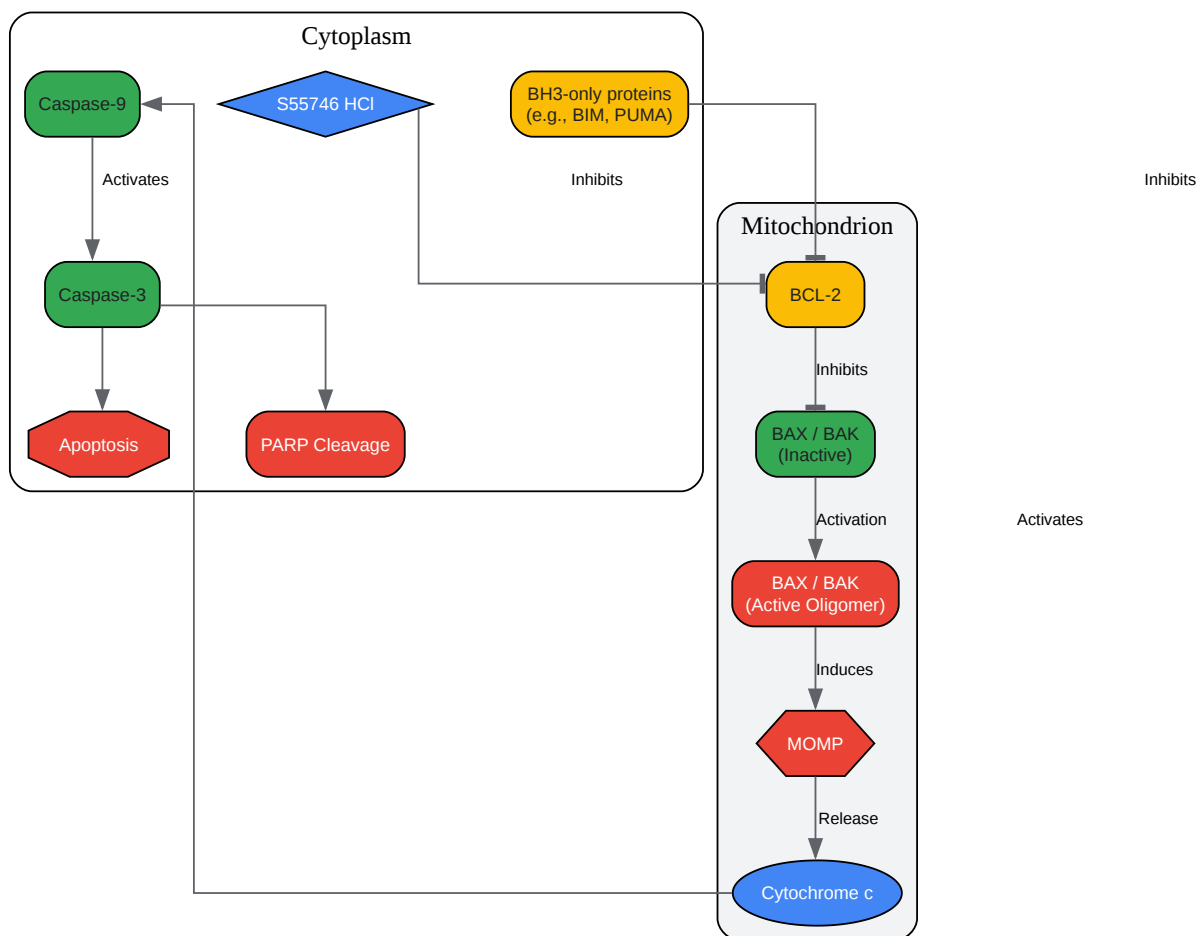 Cytoplasm
Caspase-9
S55746 HCl
BH3-only proteins
(e.g., BIM, PUMA)
Activates
Inhibits
Inhibits
Mitochondrion
Caspase-3
BCL-2
Inhibits
Apoptosis
PARP Cleavage
BAX / BAK
(Inactive)
Activation
Activates
BAX / BAK
(Active Oligomer)
Induces
MOMP
Release
Cytochrome c